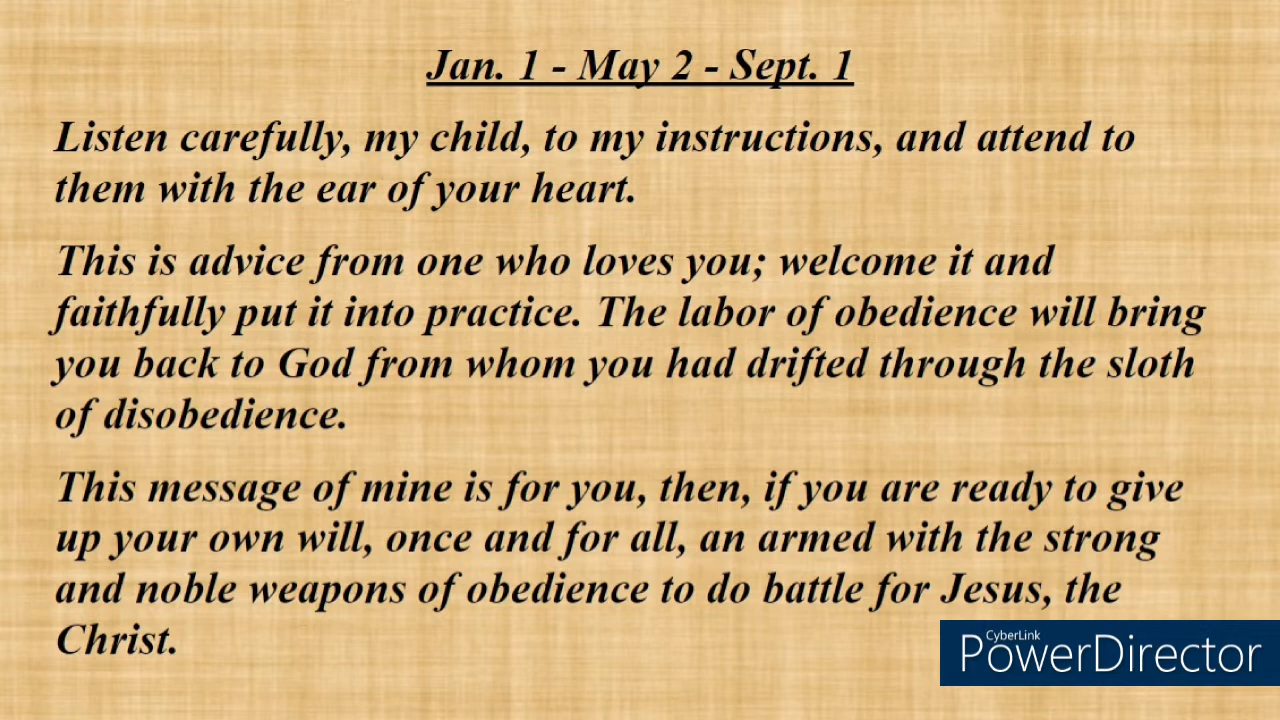 Jan. 1 - May 2 - Sept. 1
Listen carefully, my child, to my instructions, and attend to
them with the ear of your heart.
This is advice from one who loves you; welcome it and
faithfully put it into practice. The labor of obedience will bring
you back to God from whom you had drifted through the sloth
of disobedience.
This message of mine is for you, then, if you are ready to give
up your own will, once and for all, an armed with the strong
and noble weapons of obedience to do battle for Jesus, the
Christ.
CyberLink
PowerDirector